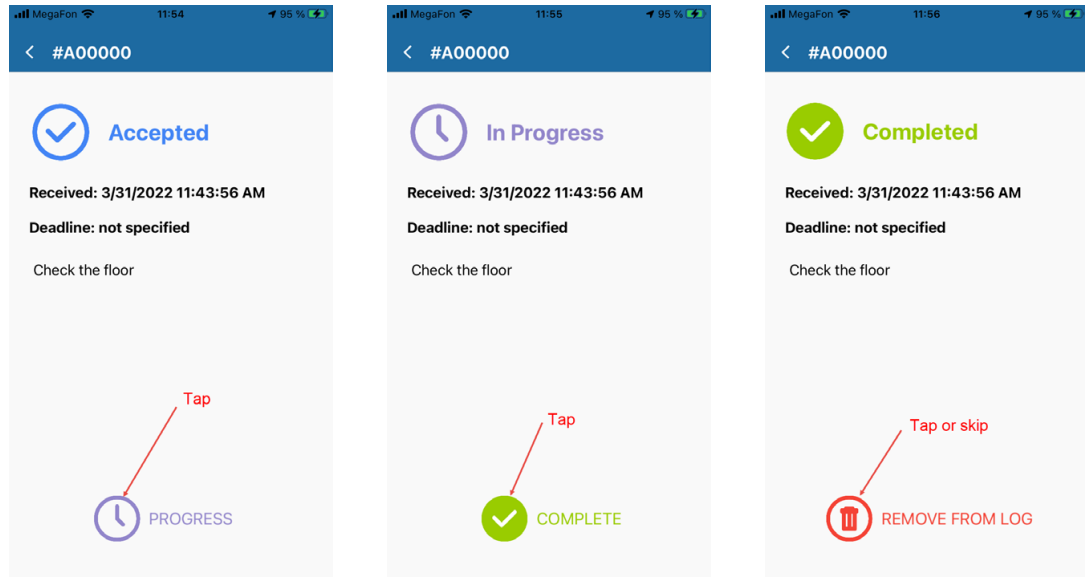 MegaFon 11:54 95 %
#A00000
Accepted
Received: 3/31/2022 11:43:56 AM
Deadline: not specified
Check the floor
Tap
PROGRESS
MegaFon 11:55 95 %
#A00000
In Progress
Received: 3/31/2022 11:43:56 AM
Deadline: not specified
Check the floor
Tap
COMPLETE
MegaFon 11:56 95 %
#A00000
Completed
Received: 3/31/2022 11:43:56 AM
Deadline: not specified
Check the floor
Tap or skip
REMOVE FROM LOG